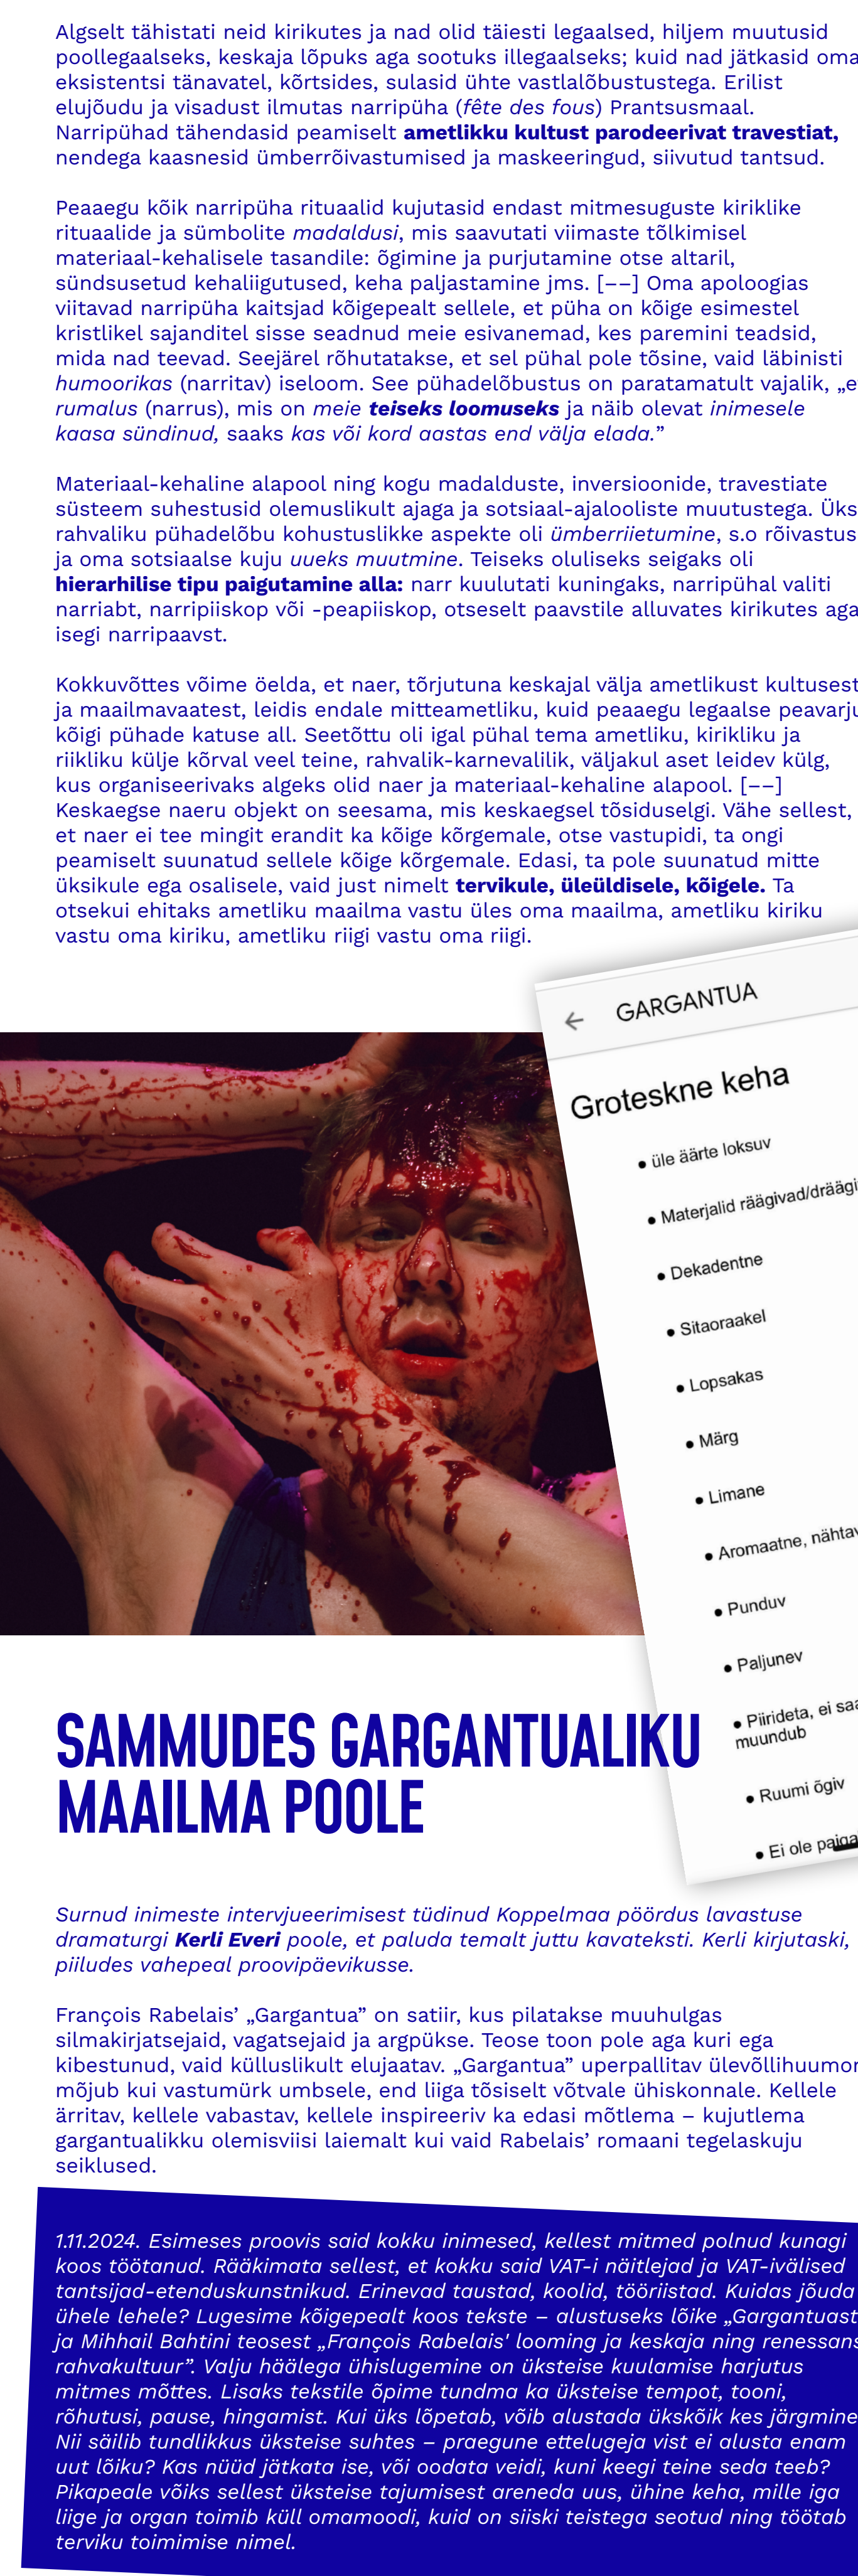 Algselt tähistati neid kirikutes ja nad olid täiesti legaalsed, hiljem muutusid
poollegaalseks, keskaja lõpuks aga sootuks illegaalseks; kuid nad jätkasid oma
eksistentsi tänavatel, kõrtsides, sulasid ühte vastlalõbustustega. Erilist
elujõudu ja visadust ilmutas narripüha (fête des fous) Prantsusmaal.
Narripühad tähendasid peamiselt ametlikku kultust parodeerivat travestiat,
nendega kaasnesid ümberrõivastumised ja maskeeringud, siivutud tantsud.
Peaaegu kõik narripüha rituaalid kujutasid endast mitmesuguste kiriklike
rituaalide ja sümbolite madaldusi, mis saavutati viimaste tõlkimisel
materiaal-kehalisele tasandile: õgimine ja purjutamine otse altaril,
sündsusetud kehaliigutused, keha paljastamine jms. [––] Oma apoloogias
viitavad narripüha kaitsjad kõigepealt sellele, et püha on kõige esimestel
kristlikel sajanditel sisse seadnud meie esivanemad, kes paremini teadsid,
mida nad teevad. Seejärel rõhutatakse, et sel pühal pole tõsine, vaid läbinisti
humoorikas (narritav) iseloom. See pühadelõbustus on paratamatult vajalik, „et
rumalus (narrus), mis on meie teiseks loomuseks ja näib olevat inimesele
kaasa sündinud, saaks kas või kord aastas end välja elada.”
Materiaal-kehaline alapool ning kogu madalduste, inversioonide, travestiate
süsteem suhestusid olemuslikult ajaga ja sotsiaal-ajalooliste muutustega. Üks
rahvaliku pühadelõbu kohustuslikke aspekte oli ümberriietumine, s.o rõivastuse
ja oma sotsiaalse kuju uueks muutmine. Teiseks oluliseks seigaks oli
hierarhilise tipu paigutamine alla: narr kuulutati kuningaks, narripühal valiti
narriabt, narripiiskop või -peapiiskop, otseselt paavstile alluvates kirikutes aga
isegi narripaavst.
Kokkuvõttes võime öelda, et naer, tõrjutuna keskajal välja ametlikust kultusest
ja maailmavaatest, leidis endale mitteametliku, kuid peaaegu legaalse peavarju
kõigi pühade katuse all. Seetõttu oli igal pühal tema ametliku, kirikliku ja
riikliku külje kõrval veel teine, rahvalik-karnevalilik, väljakul aset leidev külg,
kus organiseerivaks algeks olid naer ja materiaal-kehaline alapool. [––]
Keskaegse naeru objekt on seesama, mis keskaegsel tõsiduselgi. Vähe sellest,
et naer ei tee mingit erandit ka kõige kõrgemale, otse vastupidi, ta ongi
peamiselt suunatud sellele kõige kõrgemale. Edasi, ta pole suunatud mitte
üksikule ega osalisele, vaid just nimelt tervikule, üleüldisele, kõigele. Ta
otsekui ehitaks ametliku maailma vastu üles oma maailma, ametliku kiriku
vastu oma kiriku, ametliku riigi vastu oma riigi.
GARGANTUA
Groteskne keha
• üle äärte loksuv
• Materjalid räägivad/dräägi
• Dekadentne
• Sitaoraakel
• Lopsakas
• Märg
• Limane
• Aromaatne, nähtav
• Punduv
• Paljunev
• Piirideta, ei saa
muundub
• Ruumi õgiv
• Ei ole
SAMMUDES GARGANTUALIKU
MAAILMA POOLE
Surnud inimeste intervjueerimisest tüdinud Koppelmaa pöördus lavastuse
dramaturgi Kerli Everi poole, et paluda temalt juttu kavateksti. Kerli kirjutaski,
piiludes vahepeal proovipäevikusse.
François Rabelais’ „Gargantua” on satiir, kus pilatakse muuhulgas
silmakirjatsejaid, vagatsejaid ja argpükse. Teose toon pole aga kuri ega
kibestunud, vaid külluslikult elujaatav. „Gargantua” uperpallitav ülevõllihuumor
mõjub kui vastumürk umbsele, end liiga tõsiselt võtvale ühiskonnale. Kellele
ärritav, kellele vabastav, kellele inspireeriv ka edasi mõtlema – kujutlema
gargantualikku olemisviisi laiemalt kui vaid Rabelais’ romaani tegelaskuju
seiklused.
1.11.2024. Esimeses proovis said kokku inimesed, kellest mitmed polnud kunagi
koos töötanud. Rääkimata sellest, et kokku said VAT-i näitlejad ja VAT-ivälised
tantsijad-etenduskunstnikud. Erinevad taustad, koolid, tööriistad. Kuidas jõuda
ühele lehele? Lugesime kõigepealt koos tekste – alustuseks lõike „Gargantuast”
ja Mihhail Bahtini teosest „François Rabelais' looming ja keskaja ning renessansi
rahvakultuur”. Valju häälega ühislugemine on üksteise kuulamise harjutus
mitmes mõttes. Lisaks tekstile õpime tundma ka üksteise tempot, tooni,
rõhutusi, pause, hingamist. Kui üks lõpetab, võib alustada ükskõik kes järgmine.
Nii säilib tundlikkus üksteise suhtes – praegune ettelugeja vist ei alusta enam
uut lõiku? Kas nüüd jätkata ise, või oodata veidi, kuni keegi teine seda teeb?
Pikapeale võiks sellest üksteise tajumisest areneda uus, ühine keha, mille iga
liige ja organ toimib küll omamoodi, kuid on siiski teistega seotud ning töötab
terviku toimimise nimel.